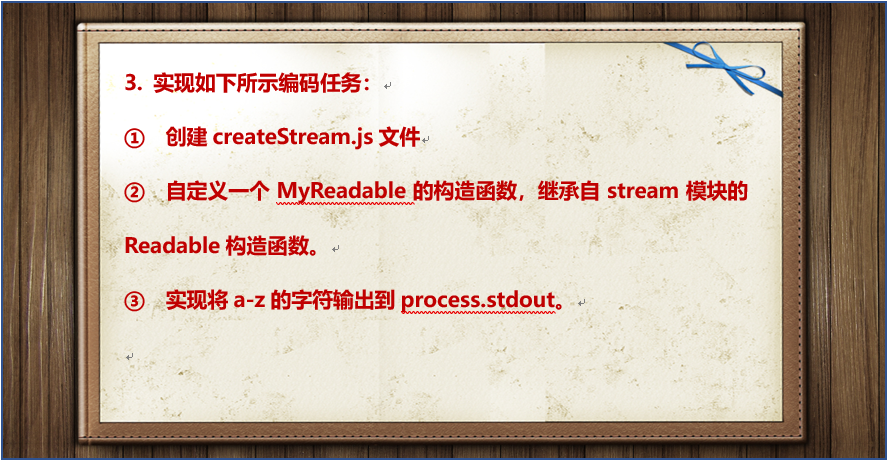 3. 实现如下所示编码任务：
① 创建 createStream.js 文件
② 自定义一个 MyReadable 的构造函数，继承自 stream 模块的
Readable 构造函数。
③ 实现将 a-z 的字符输出到 process.stdout。